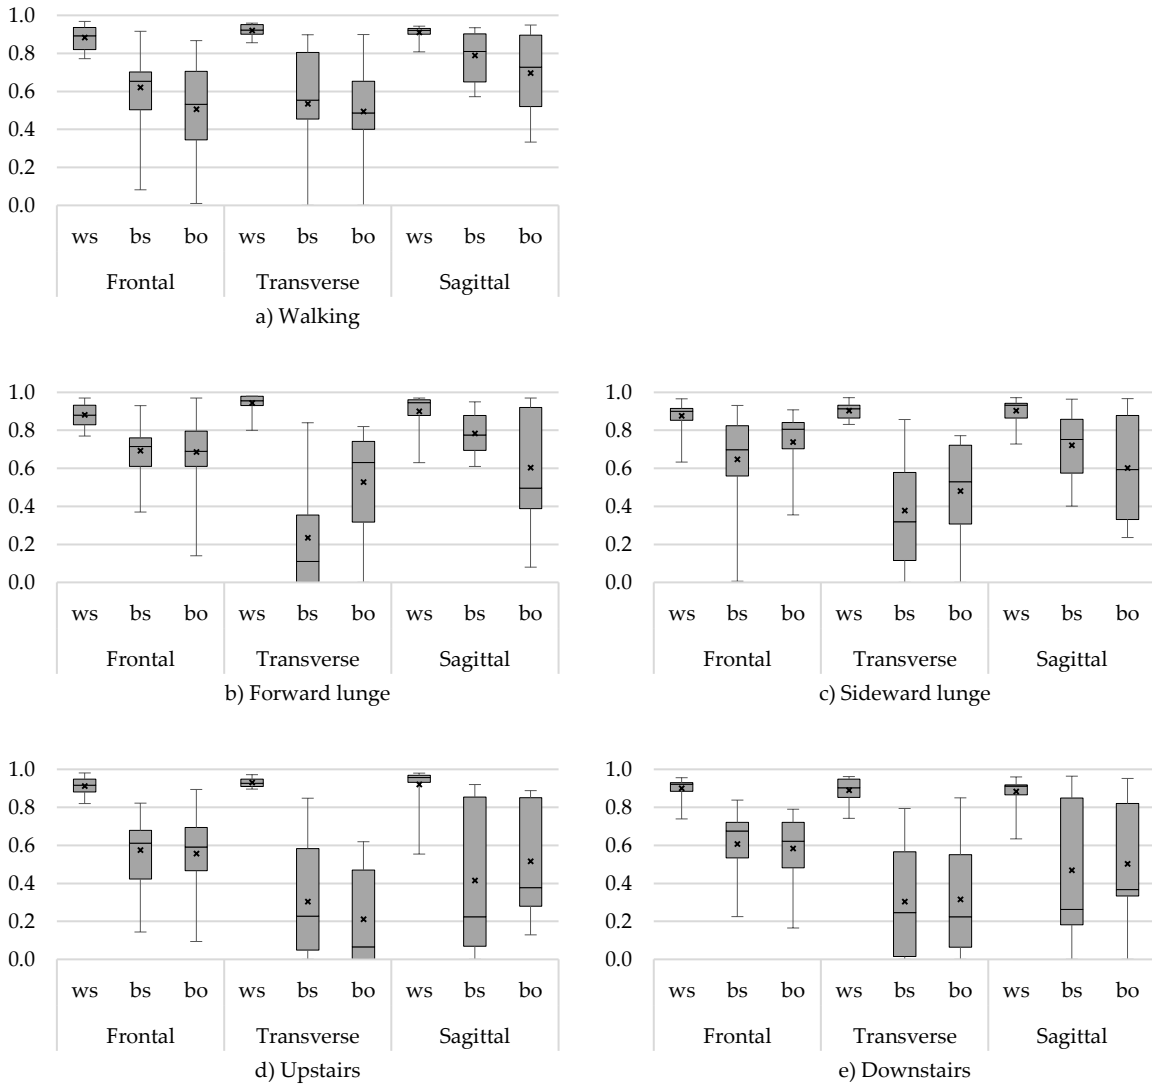 1.0
0.8
0.6
0.4
0.2
0.0
ws bs bo ws bs bo ws bs bo
Frontal Transverse Sagittal
a) Walking
1.0
0.8
0.6
0.4
0.2
0.0
ws bs bo ws bs bo ws bs bo
Frontal Transverse Sagittal
b) Forward lunge
1.0
0.8
0.6
0.4
0.2
0.0
ws bs bo ws bs bo ws bs bo
Frontal Transverse Sagittal
c) Sideward lunge
1.0
0.8
0.6
0.4
0.2
0.0
ws bs bo ws bs bo ws bs bo
Frontal Transverse Sagittal
d) Upstairs
1.0
0.8
0.6
0.4
0.2
0.0
ws bs bo ws bs bo ws bs bo
Frontal Transverse Sagittal
e) Downstairs